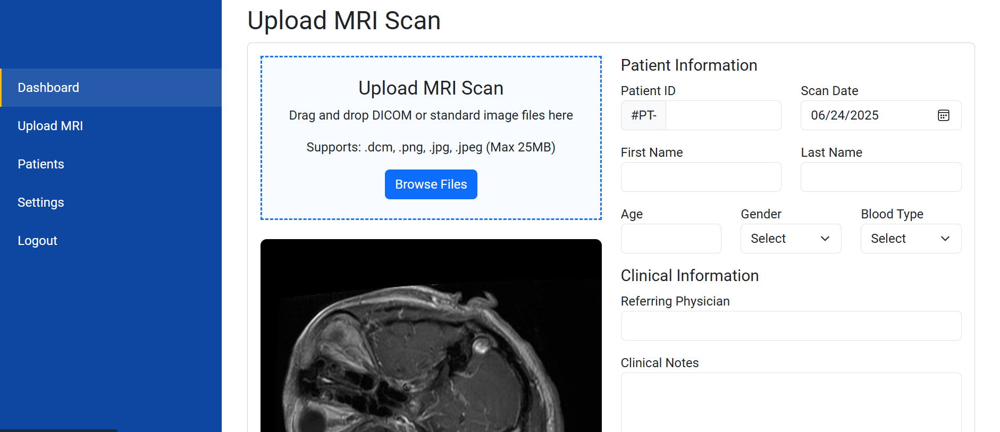 Upload MRI Scan
Dashboard
Upload MRI
Patients
Settings
Logout
Upload MRI Scan
Drag and drop DICOM or standard image files here
Supports: .dcm, .png, .jpg, .jpeg (Max 25MB)
Browse Files
Patient Information
Patient ID
Scan Date
#PT-
06/24/2025
First Name
Last Name
Age
Gender
Blood Type
Select
Select
Clinical Information
Referring Physician
Clinical Notes